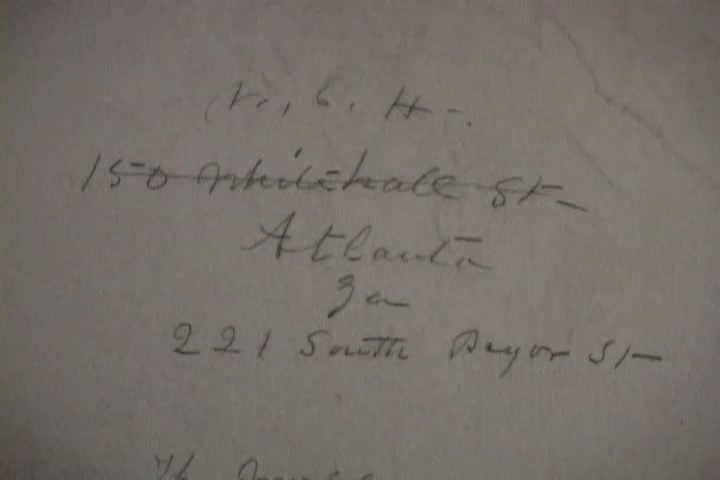 C. H.
150 Whitehall St.
Atlanta
Ga
221 South Pryor St